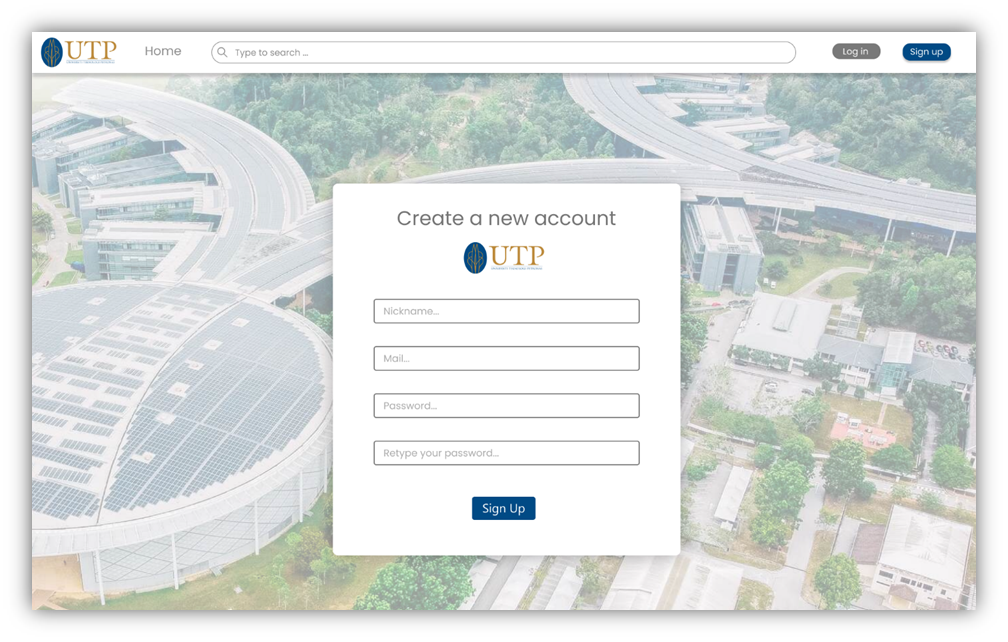 UTP
Home
Type to search ...
Log in
Sign up
Create a new account
UTP
Nickname...
Mail...
Password...
Retype your password...
Sign Up